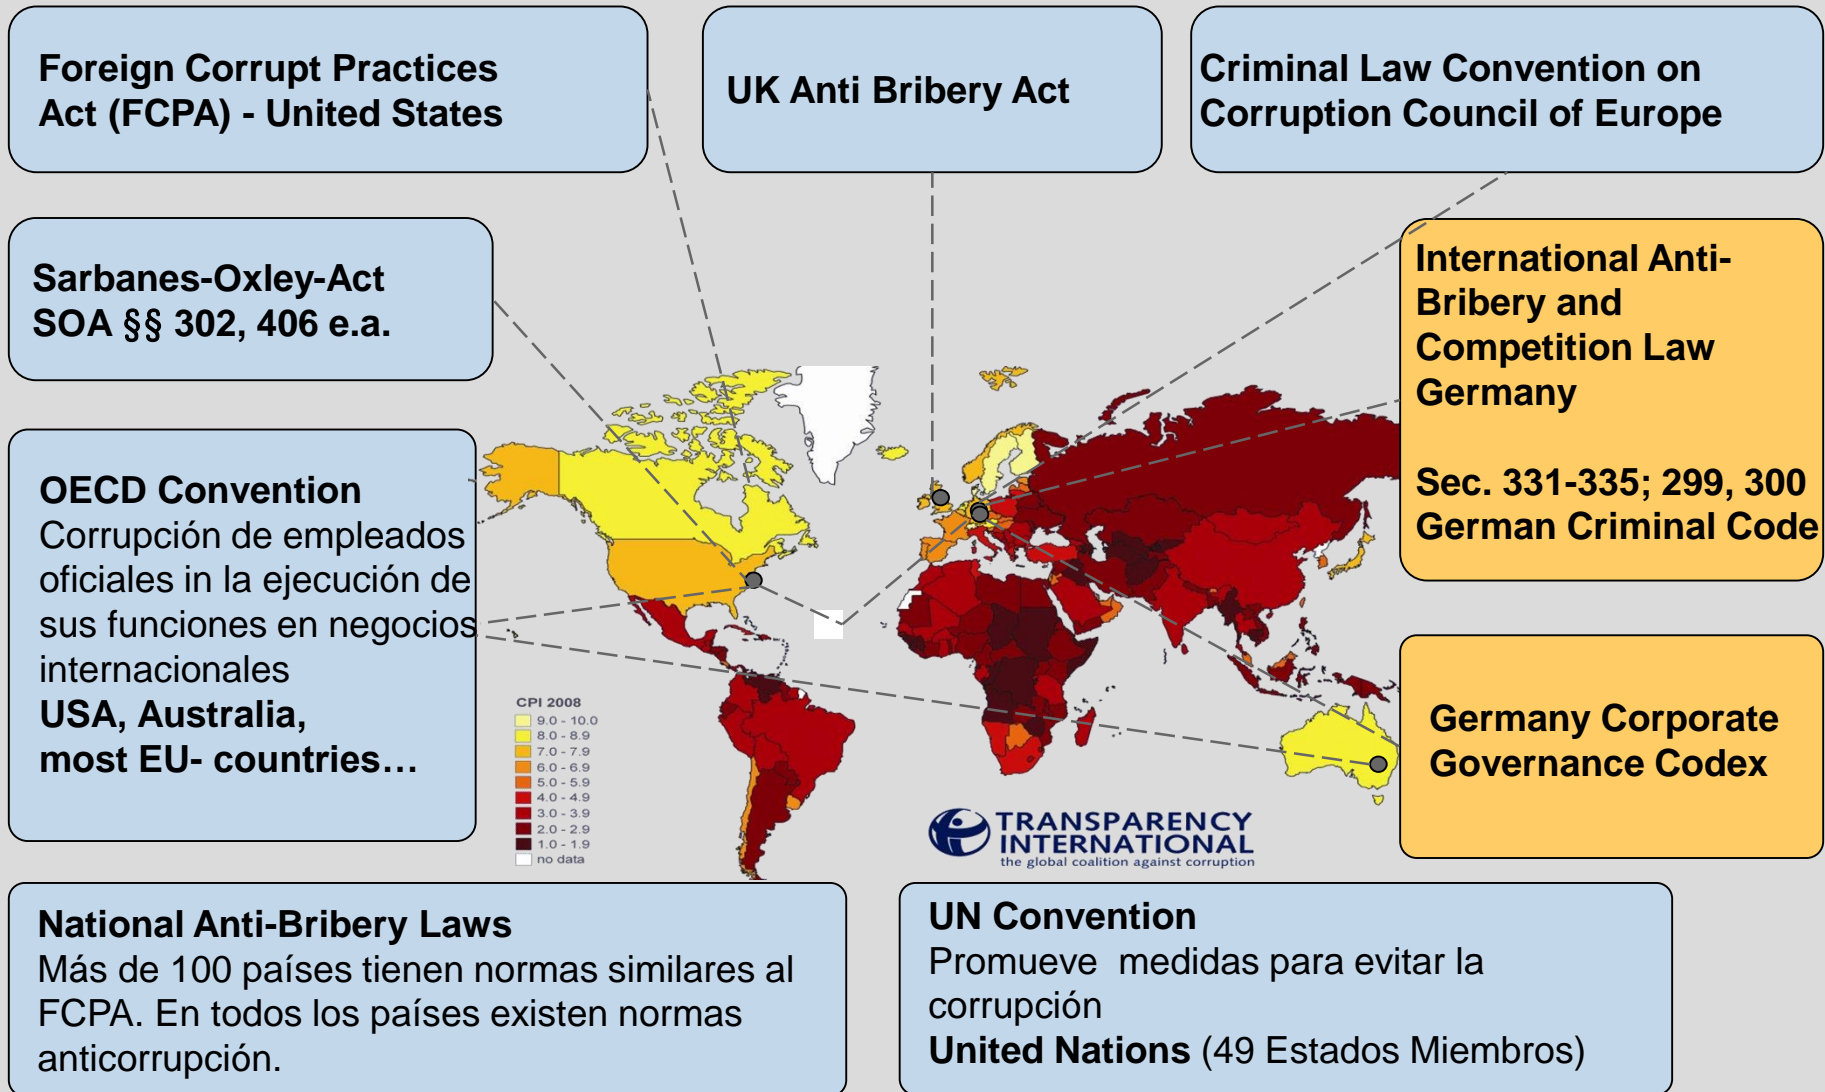 Foreign Corrupt Practices
Act (FCPA) - United States
UK Anti Bribery Act
Criminal Law Convention on
Corruption Council of Europe
Sarbanes-Oxley-Act
SOA §§ 302, 406 e.a.
International Anti-
Bribery and
Competition Law
Germany
Sec. 331-335; 299, 300
German Criminal Code
OECD Convention
Corrupción de empleados
oficiales in la ejecución de
sus funciones en negocios
internacionales
USA, Australia,
most EU- countries…
Germany Corporate
Governance Codex
CPI 2008
9.0 - 10.0
8.0 - 8.9
7.0 - 7.9
6.0 - 6.9
5.0 - 5.9
4.0 - 4.9
3.0 - 3.9
2.0 - 2.9
1.0 - 1.9
no data
TRANSPARENCY
INTERNATIONAL
the global coalition against corruption
National Anti-Bribery Laws
Más de 100 países tienen normas similares al
FCPA. En todos los países existen normas
anticorrupción.
UN Convention
Promueve  medidas para evitar la
corrupción
United Nations (49 Estados Miembros)